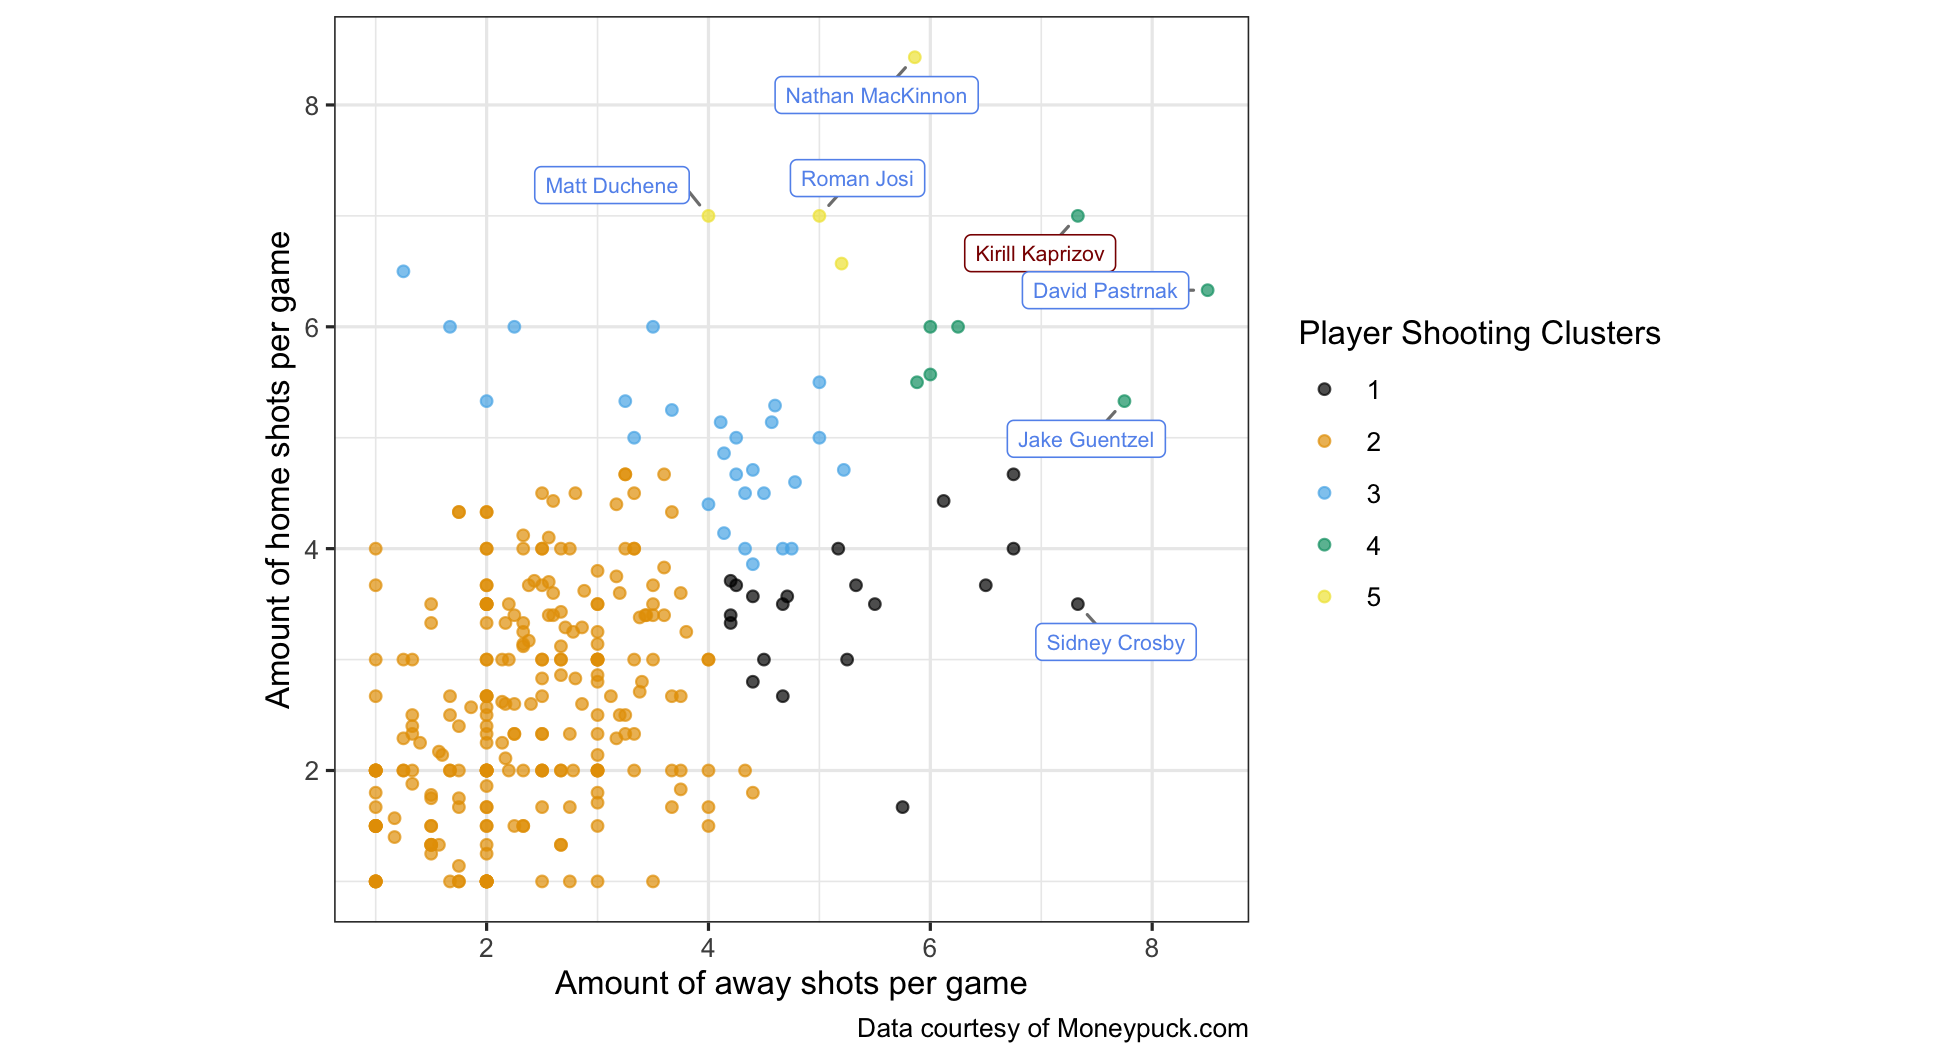 Nathan MacKinnon
Matt Duchene
Roman Josi
Kirill Kaprizov
David Pastrnak
Jake Guentzel
Sidney Crosby
Amount of home shots per game
8
6
4
2
2 4 6 8
Amount of away shots per game
Data courtesy of Moneypuck.com
Player Shooting Clusters
1
2
3
4
5